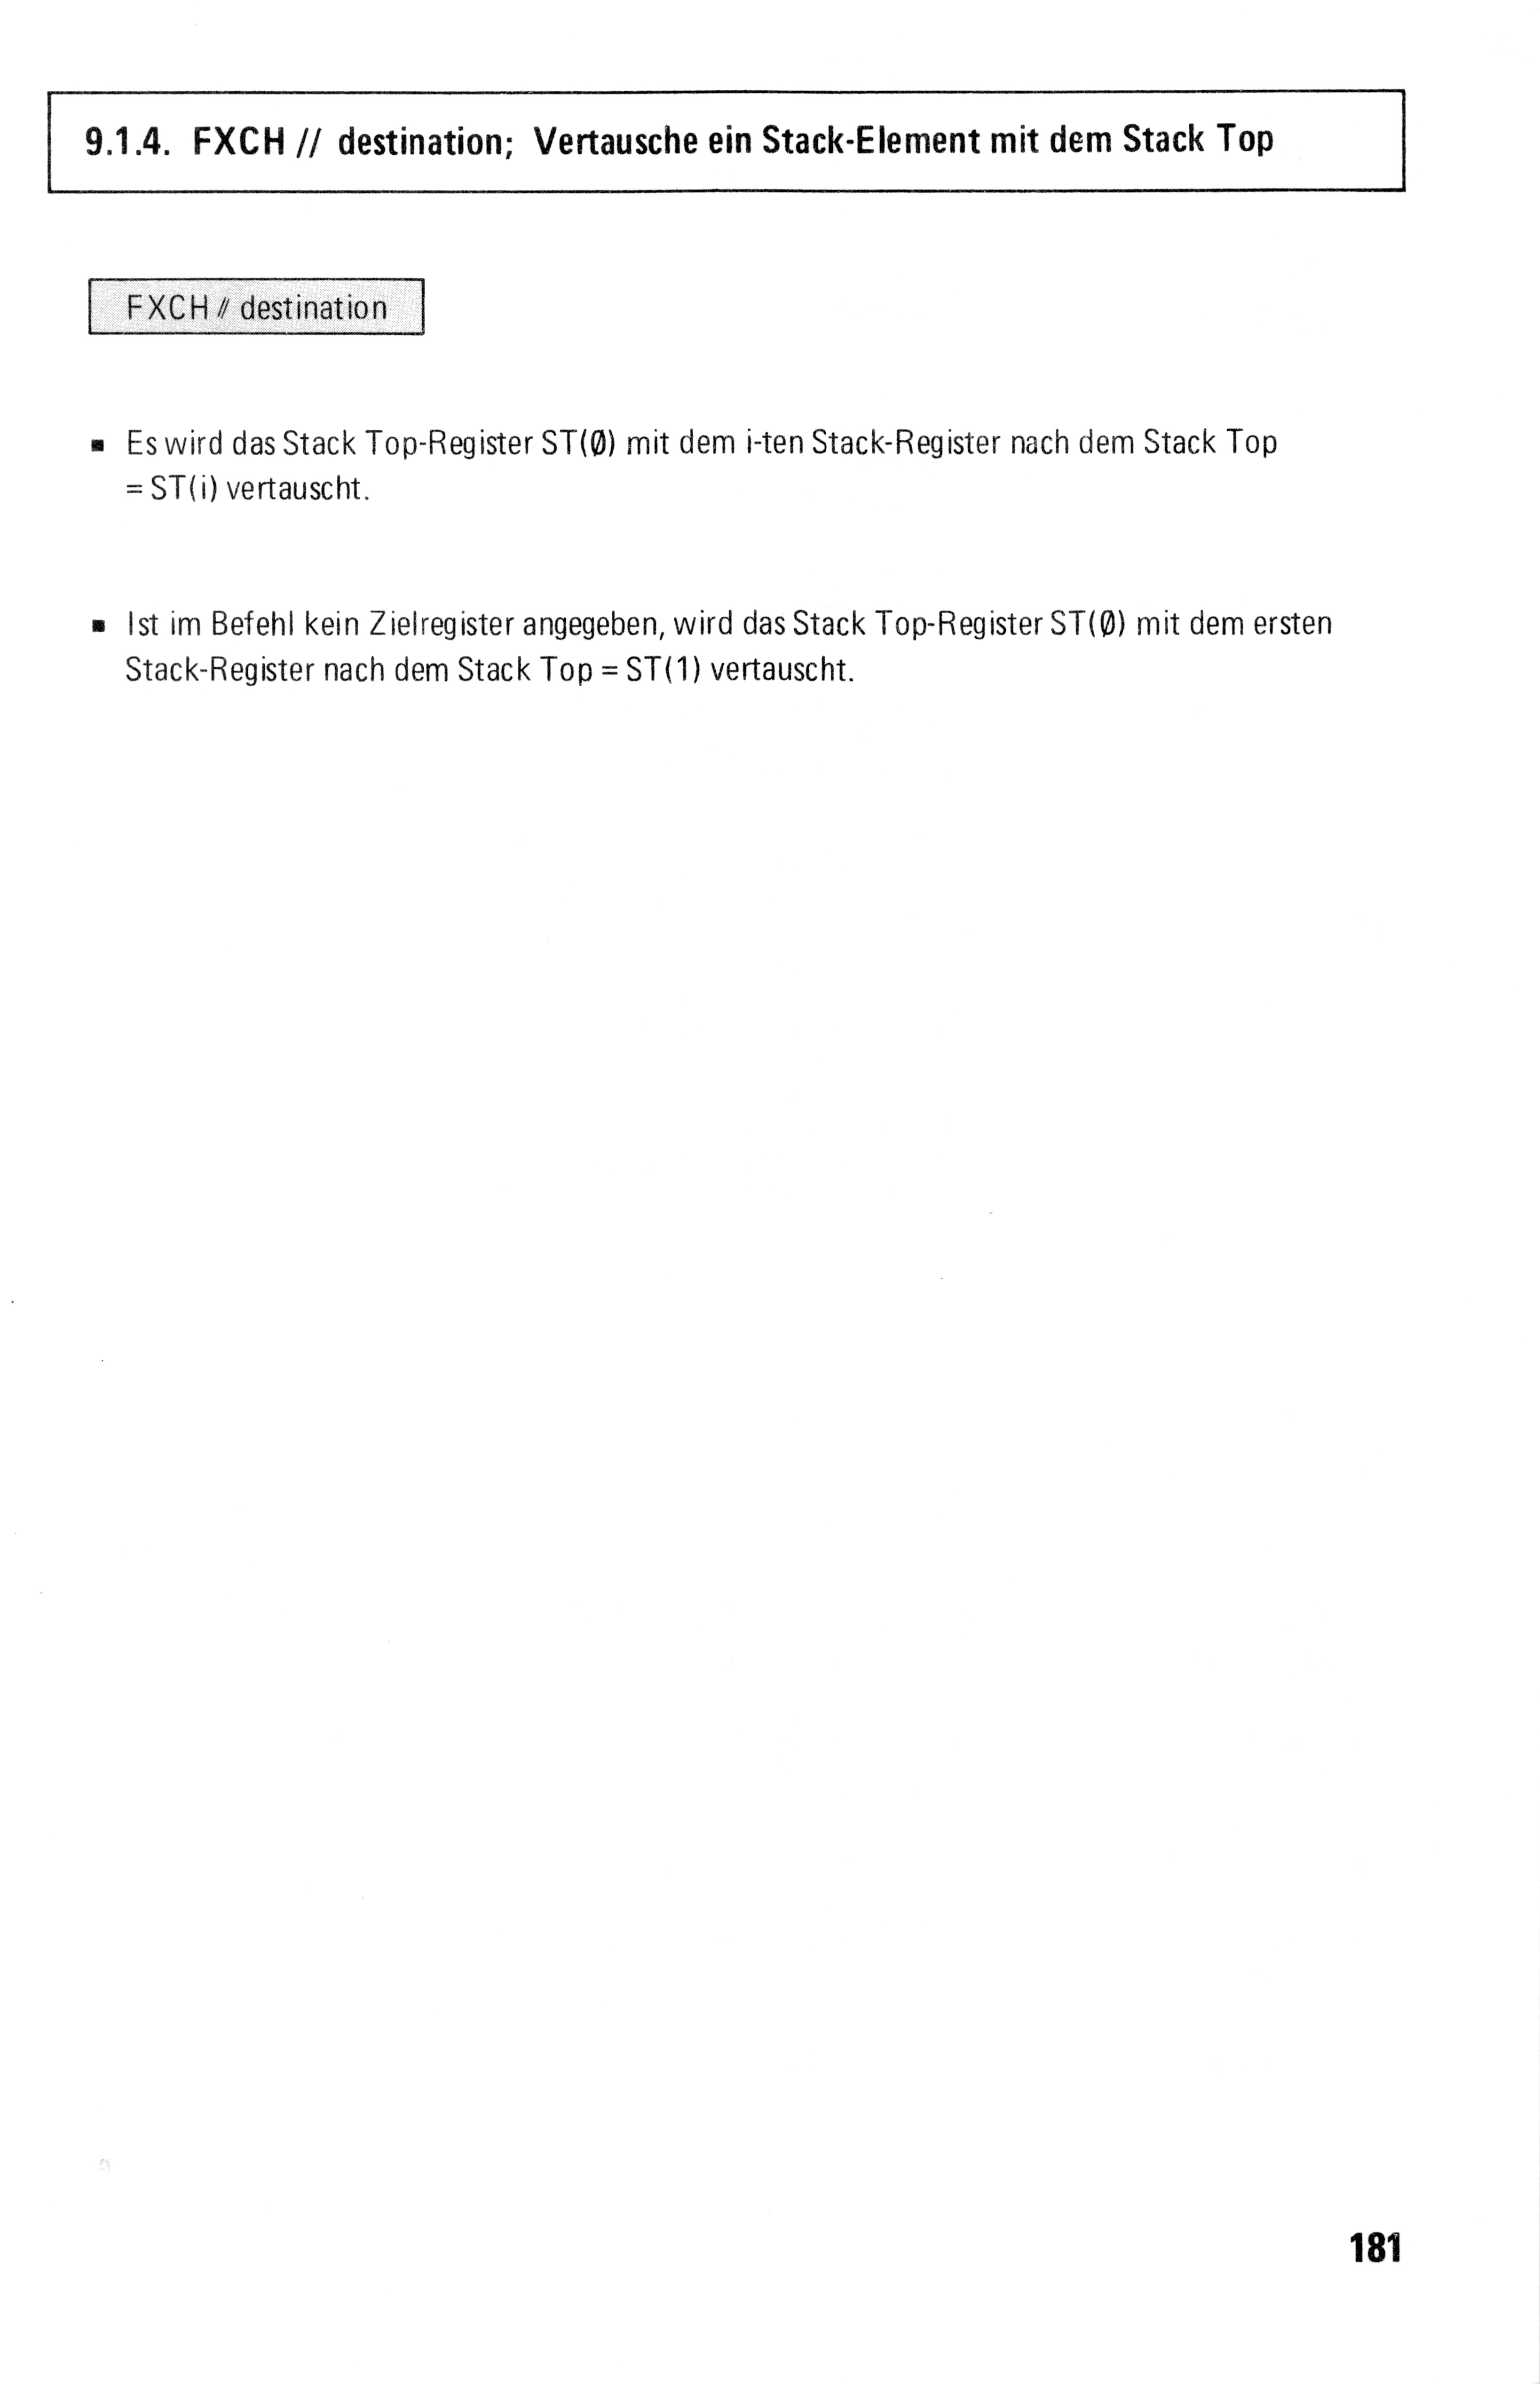 9.1.4. FXCH // destination; Vertausche ein Stack-Element mit dem Stack Top
FXCH // destination
▪ Es wird das Stack Top-Register ST(Ø) mit dem i-ten Stack-Register nach dem Stack Top
= ST(i) vertauscht.
▪ Ist im Befehl kein Zielregister angegeben, wird das Stack Top-Register ST(Ø) mit dem ersten
Stack-Register nach dem Stack Top = ST(1) vertauscht.
181